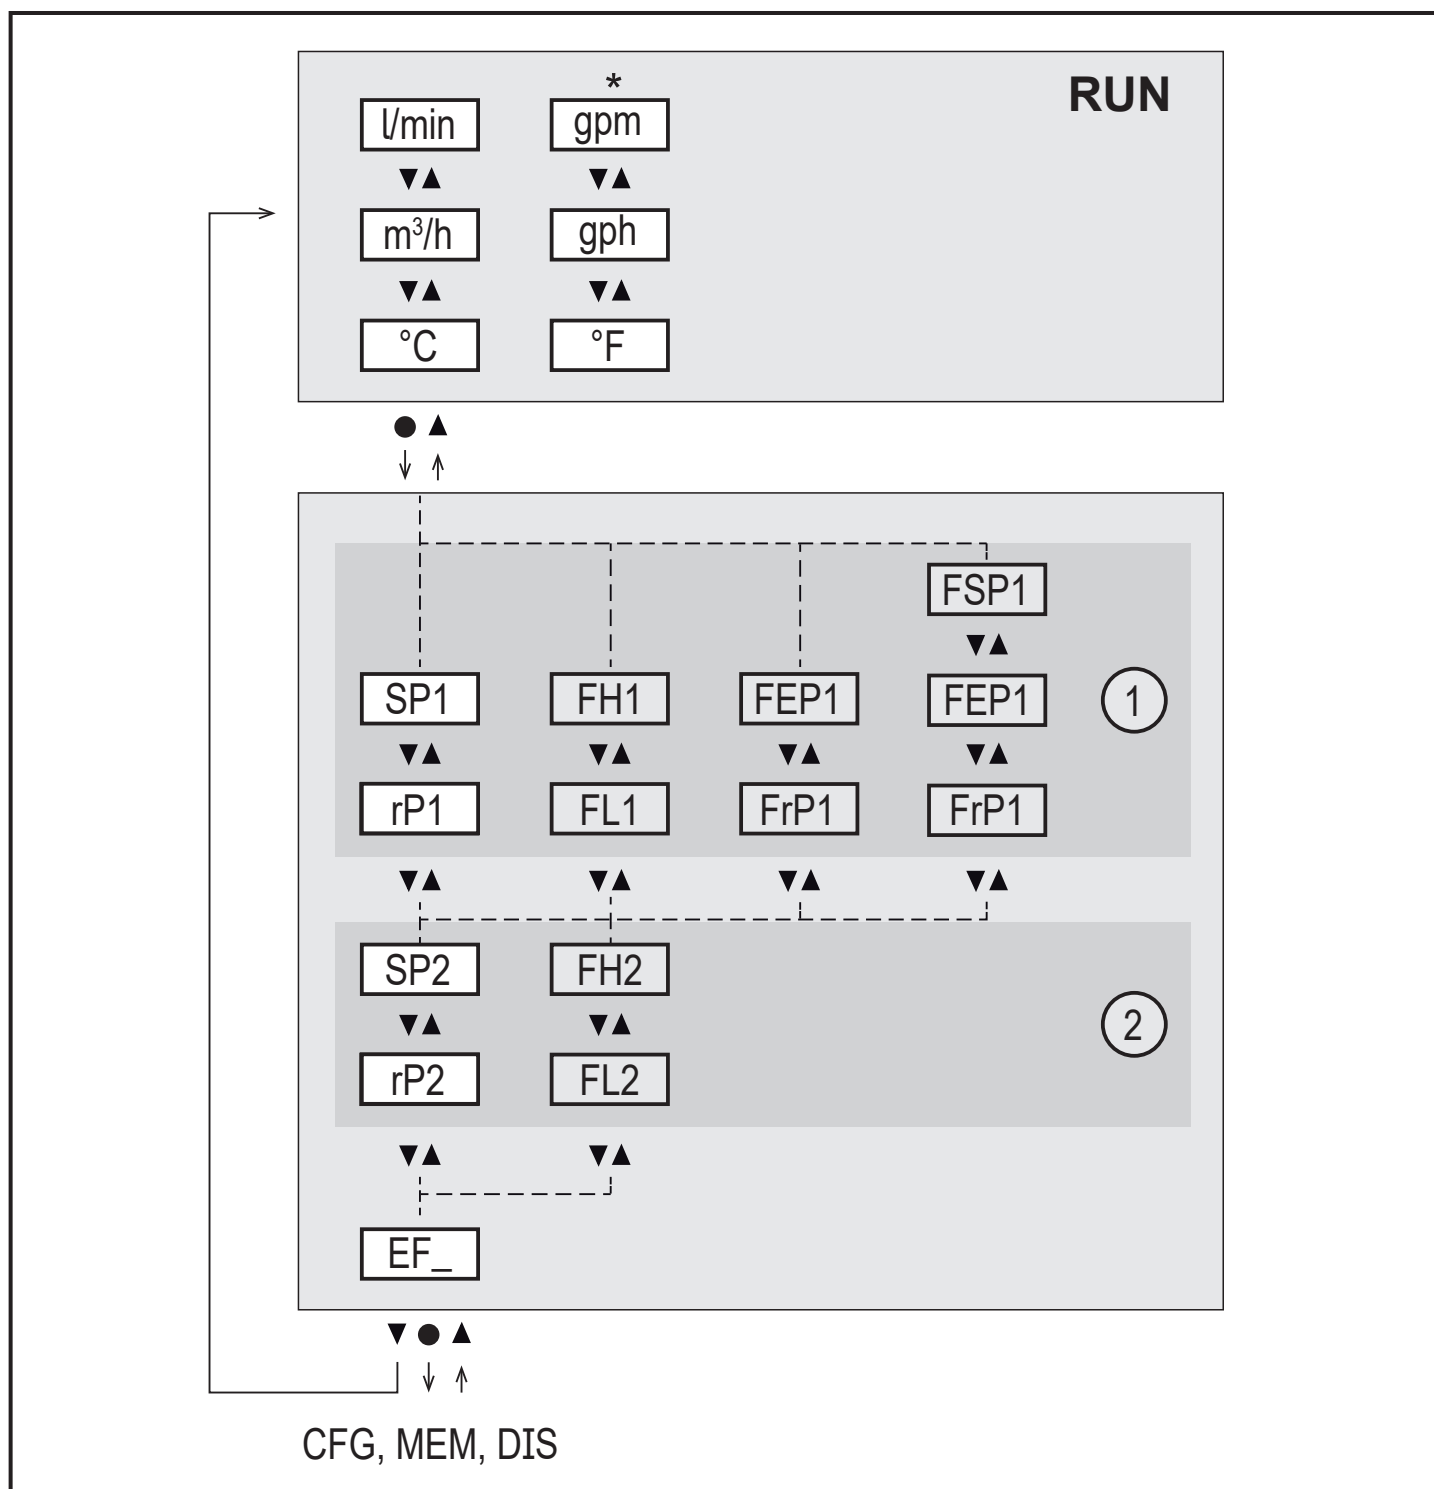 RUN
*
l/min gpm
▼▲ ▼▲
m³/h gph
▼▲ ▼▲
°C °F
● ▲
FSP1
▼▲
SP1 FH1 FEP1 FEP1 1
▼▲ ▼▲ ▼▲ ▼▲
rP1 FL1 FrP1 FrP1
▼▲ ▼▲ ▼▲ ▼▲
SP2 FH2
▼▲ ▼▲ 2
rP2 FL2
▼▲ ▼▲
EF_
▼ ● ▲
CFG, MEM, DIS